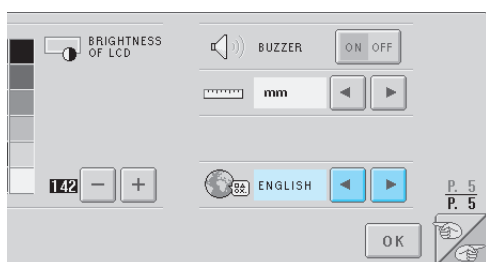 BRIGHTNESS
OF LCD
BUZZER
ON OFF
mm
142 − +
ENGLISH
P. 5
P. 5
OK